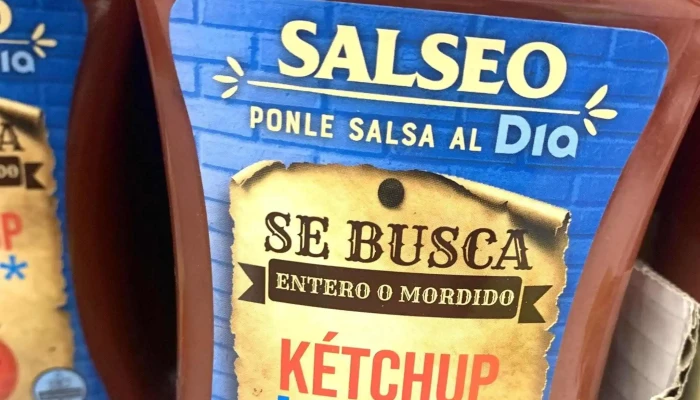 SALSEO
PONLE SALSA AL Dia
SE BUSCA
ENTERO O MORDIDO
KÉTCHUP